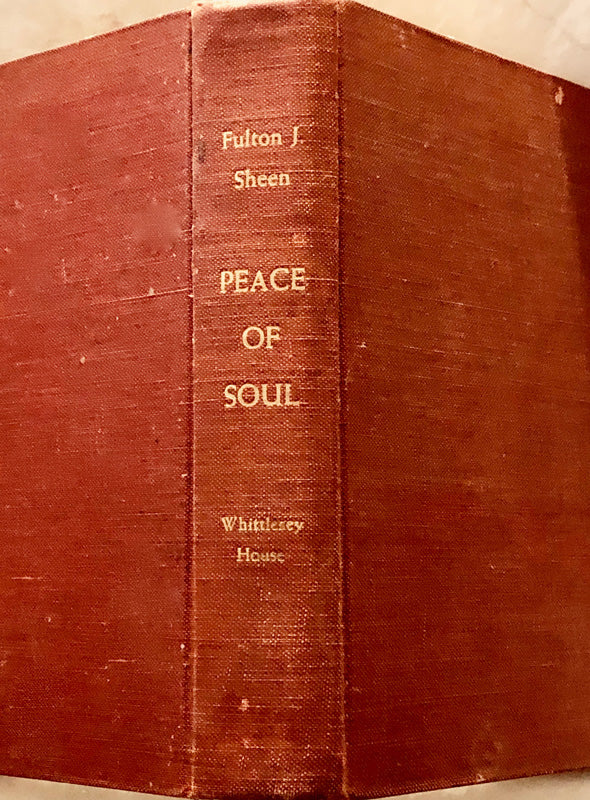 Fulton J.
Sheen
PEACE
OF
SOUL
Whittlesey
House